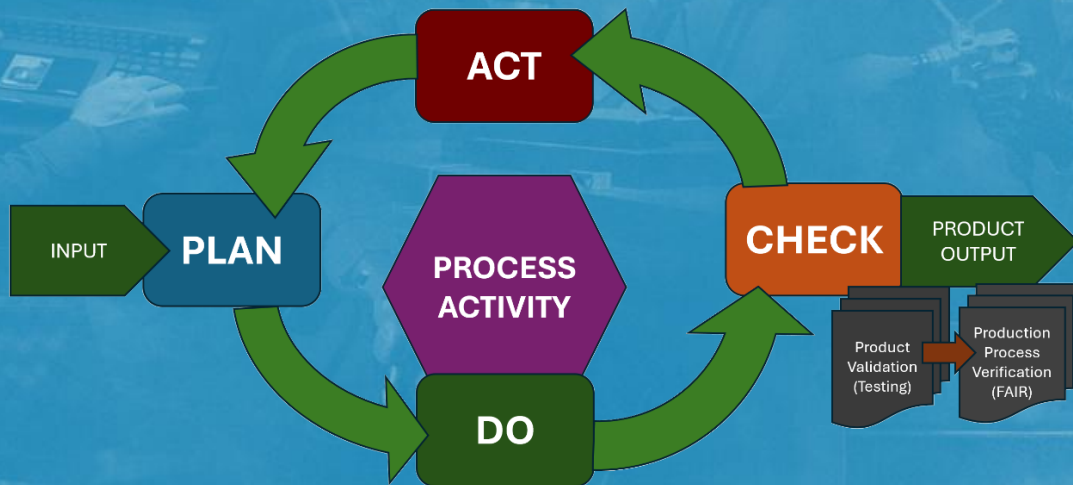 ACT
INPUT
PLAN
PROCESS
ACTIVITY
CHECK
PRODUCT
OUTPUT
DO
Product
Validation
(Testing)
Production
Process
Verification
(FAIR)